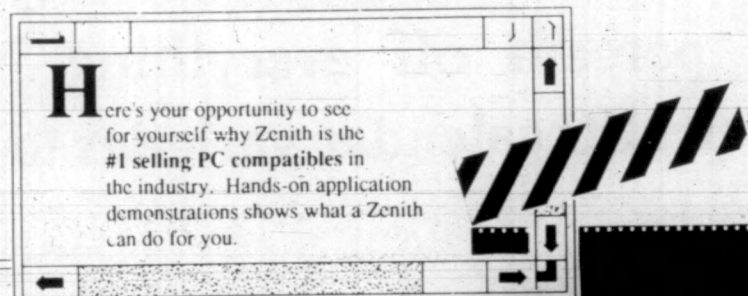 Here's your opportunity to see
for yourself why Zenith is the
#1 selling PC compatibles in
the industry. Hands-on application
demonstrations shows what a Zenith
can do for you.